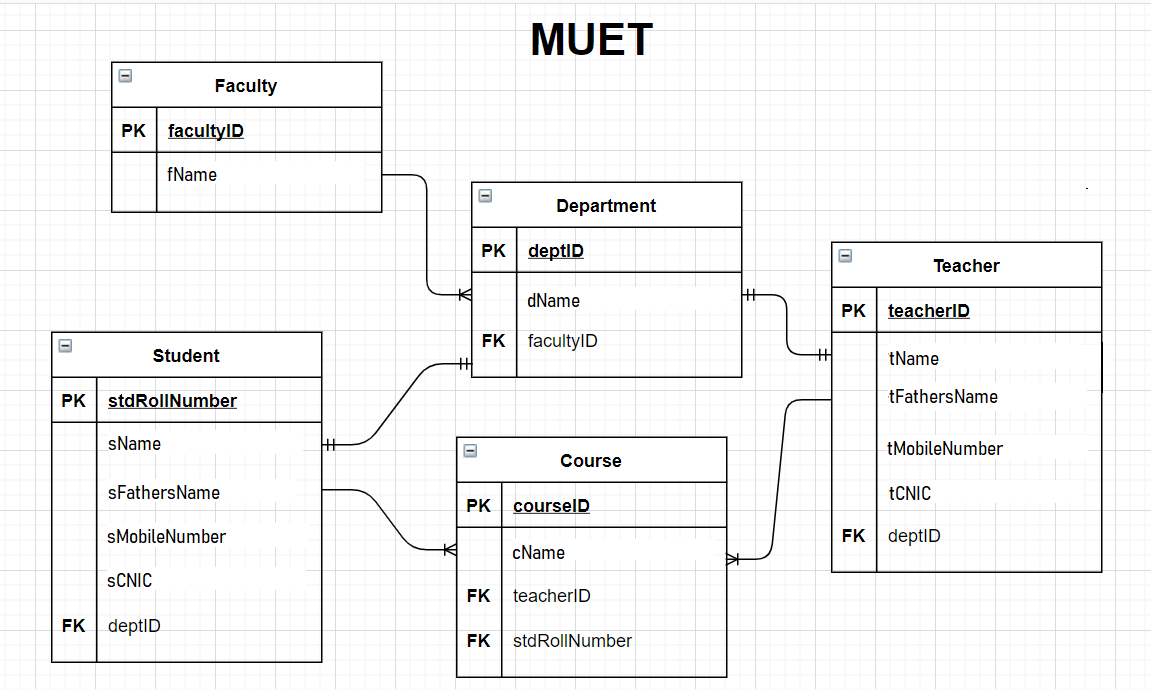 MUET
Faculty
PK facultyID
fName
Department
PK deptID
dName
FK facultyID
Teacher
PK teacherID
tName
tFathersName
tMobileNumber
tCNIC
FK deptID
Student
PK stdRollNumber
sName
sFathersName
sMobileNumber
sCNIC
FK deptID
Course
PK courseID
cName
FK teacherID
FK stdRollNumber